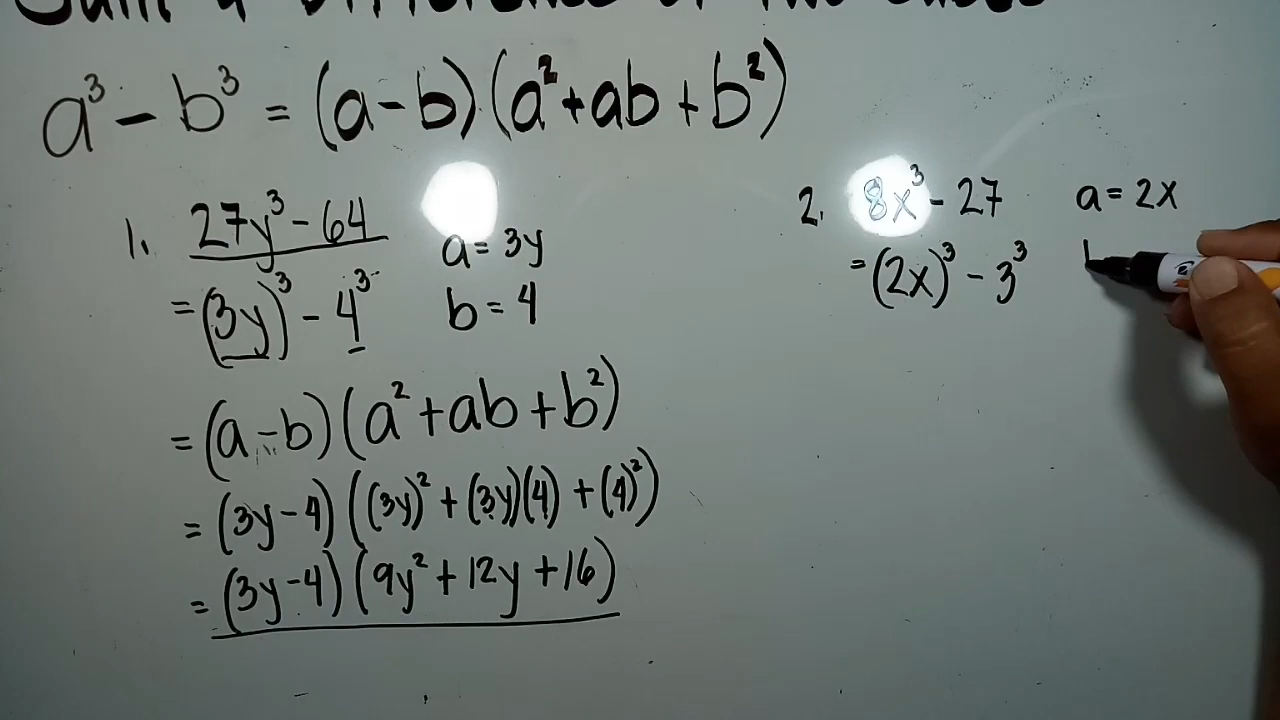 a³ - b³ = (a-b)(a²+ab+b²)
1. 27y³ - 64
a = 3y
= (3y)³ - 4³
b = 4
= (a-b)(a²+ab+b²)
= (3y-4)((3y)²+(3y)(4)+(4)²)
= (3y-4)(9y²+12y+16)
2. 8x³ - 27
a = 2x
= (2x)³ - 3³